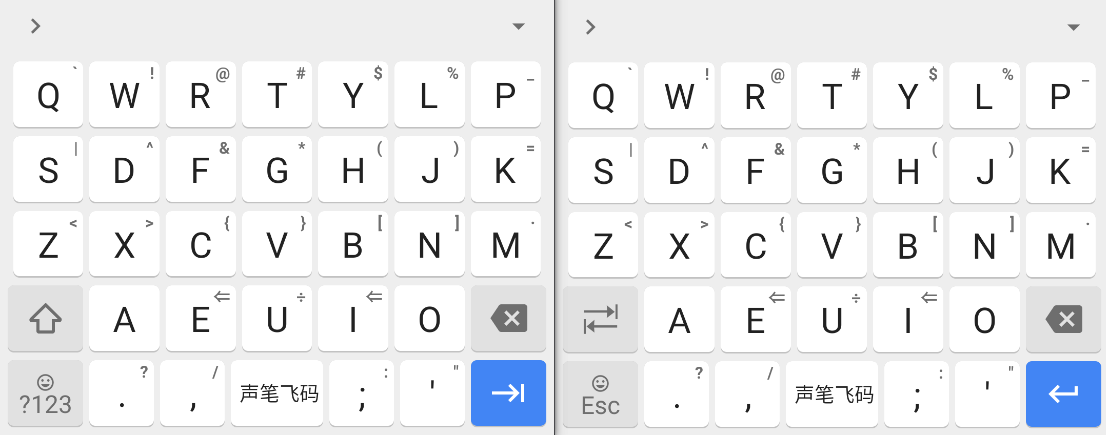 ` ! @ # $ % _
Q W R T Y L P
| ^ & * ( ) =
S D F G H J K
< > { } [ ] ·
Z X C V B N M
⇐ ÷ ⇐
A E U I O
? / : "
?123 . , 声笔飞码 ; '
` ! @ # $ % _
Q W R T Y L P
| ^ & * ( ) =
S D F G H J K
< > { } [ ] ·
Z X C V B N M
⇐ ÷ ⇐
A E U I O
? / : "
Esc . , 声笔飞码 ; '